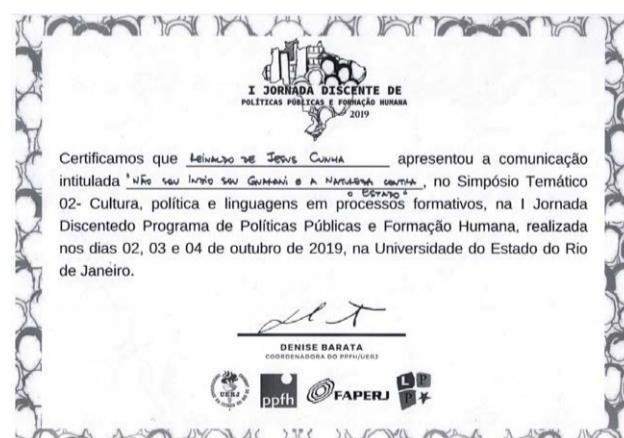 I JORNADA DISCENTE DE
POLÍTICAS PÚBLICAS E FORMAÇÃO HUMANA
2019
Certificamos que LEINALDO DE JESUS CUNHA apresentou a comunicação
intitulada "NÃO SOU INDIO SOU GUARANI E A NATUREZA CONTRA
O ESTADO", no Simpósio Temático
02- Cultura, política e linguagens em processos formativos, na I Jornada
Discentedo Programa de Políticas Públicas e Formação Humana, realizada
nos dias 02, 03 e 04 de outubro de 2019, na Universidade do Estado do Rio
de Janeiro.
DENISE BARATA
COORDENADORA DO PPFH/UERJ
UERJ
ppfh
FAPERJ
L P
P